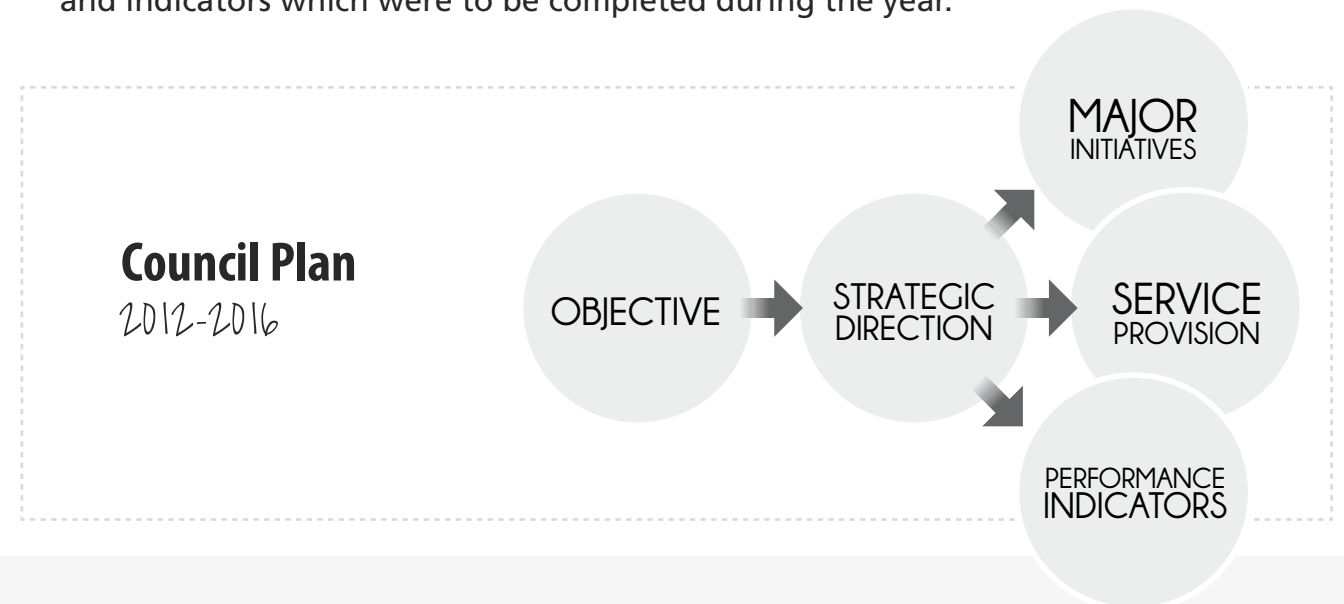 and indicators which were to be completed during the year.
Council Plan
2012-2016
OBJECTIVE
STRATEGIC
DIRECTION
MAJOR
INITIATIVES
SERVICE
PROVISION
PERFORMANCE
INDICATORS